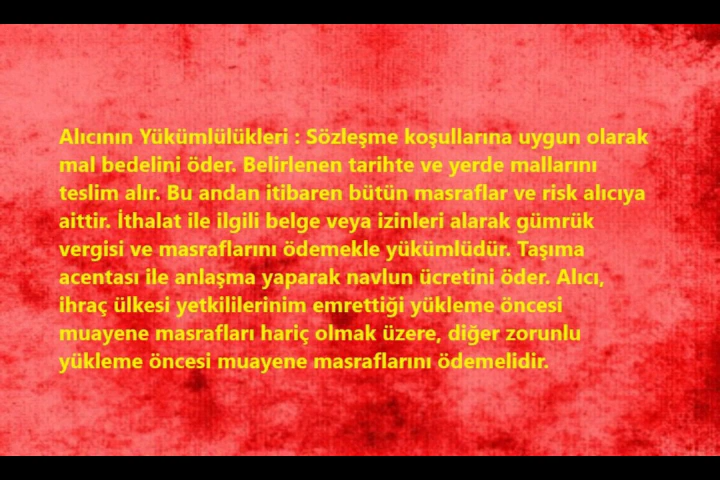 Alıcının Yükümlülükleri : Sözleşme koşullarına uygun olarak
mal bedelini öder. Belirlenen tarihte ve yerde mallarını
teslim alır. Bu andan itibaren bütün masraflar ve risk alıcıya
aittir. İthalat ile ilgili belge veya izinleri alarak gümrük
vergisi ve masraflarını ödemekle yükümlüdür. Taşıma
acentası ile anlaşma yaparak navlun ücretini öder. Alıcı,
ihraç ülkesi yetkililerinim emrettiği yükleme öncesi
muayene masrafları hariç olmak üzere, diğer zorunlu
yükleme öncesi muayene masraflarını ödemelidir.